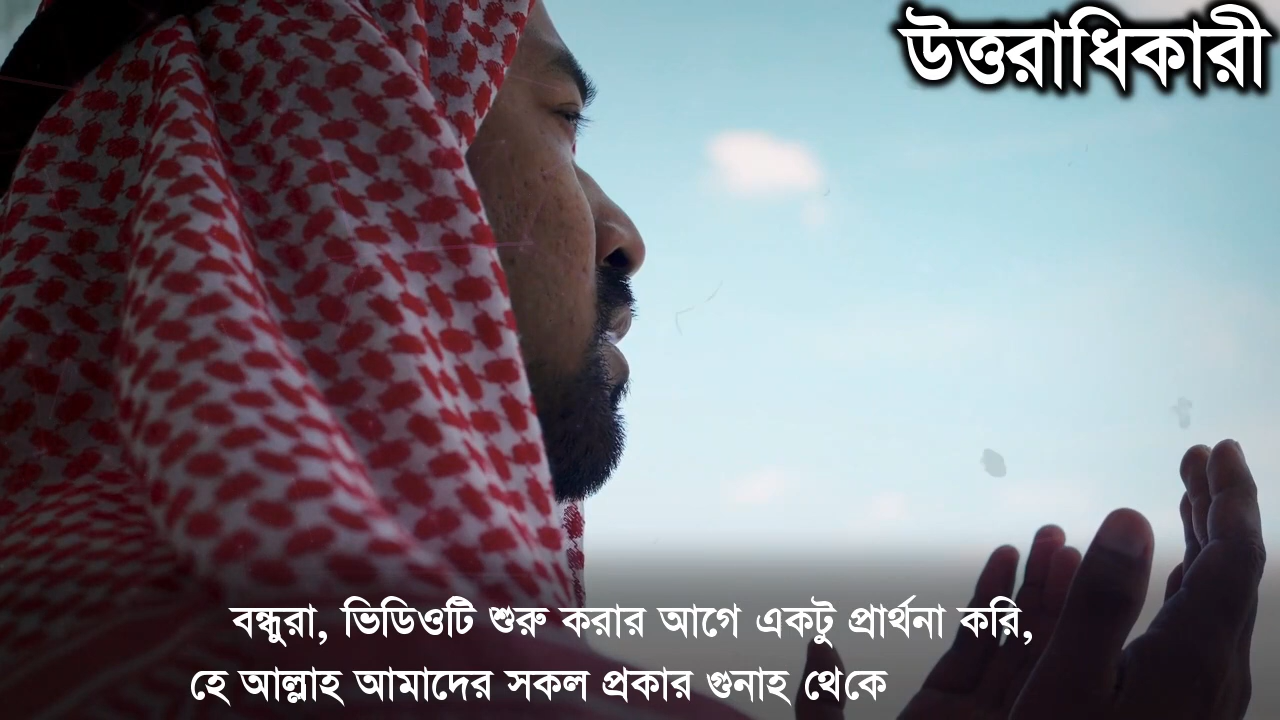 উত্তরাধিকারী
বন্ধুরা, ভিডিওটি শুরু করার আগে একটু প্রার্থনা করি,
হে আল্লাহ আমাদের সকল প্রকার গুনাহ থেকে